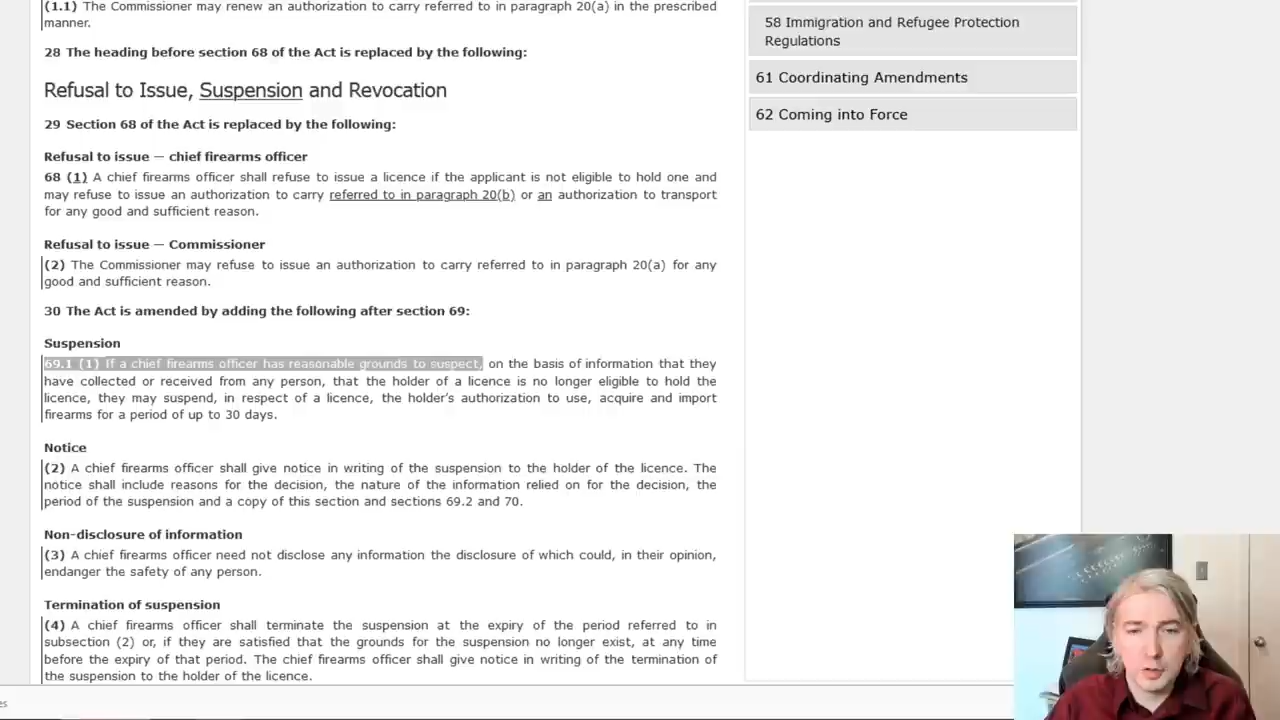 (1.1) The Commissioner may renew an authorization to carry referred to in paragraph 20(a) in the prescribed
manner.
28 The heading before section 68 of the Act is replaced by the following:
Refusal to Issue, Suspension and Revocation
29 Section 68 of the Act is replaced by the following:
Refusal to issue — chief firearms officer
68 (1) A chief firearms officer shall refuse to issue a licence if the applicant is not eligible to hold one and
may refuse to issue an authorization to carry referred to in paragraph 20(b) or an authorization to transport
for any good and sufficient reason.
Refusal to issue — Commissioner
(2) The Commissioner may refuse to issue an authorization to carry referred to in paragraph 20(a) for any
good and sufficient reason.
30 The Act is amended by adding the following after section 69:
Suspension
69.1 (1) If a chief firearms officer has reasonable grounds to suspect, on the basis of information that they
have collected or received from any person, that the holder of a licence is no longer eligible to hold the
licence, they may suspend, in respect of a licence, the holder's authorization to use, acquire and import
firearms for a period of up to 30 days.
Notice
(2) A chief firearms officer shall give notice in writing of the suspension to the holder of the licence. The
notice shall include reasons for the decision, the nature of the information relied on for the decision, the
period of the suspension and a copy of this section and sections 69.2 and 70.
Non-disclosure of information
(3) A chief firearms officer need not disclose any information the disclosure of which could, in their opinion,
endanger the safety of any person.
Termination of suspension
(4) A chief firearms officer shall terminate the suspension at the expiry of the period referred to in
subsection (2) or, if they are satisfied that the grounds for the suspension no longer exist, at any time
before the expiry of that period. The chief firearms officer shall give notice in writing of the termination of
the suspension to the holder of the licence.
58 Immigration and Refugee Protection
Regulations
61 Coordinating Amendments
62 Coming into Force